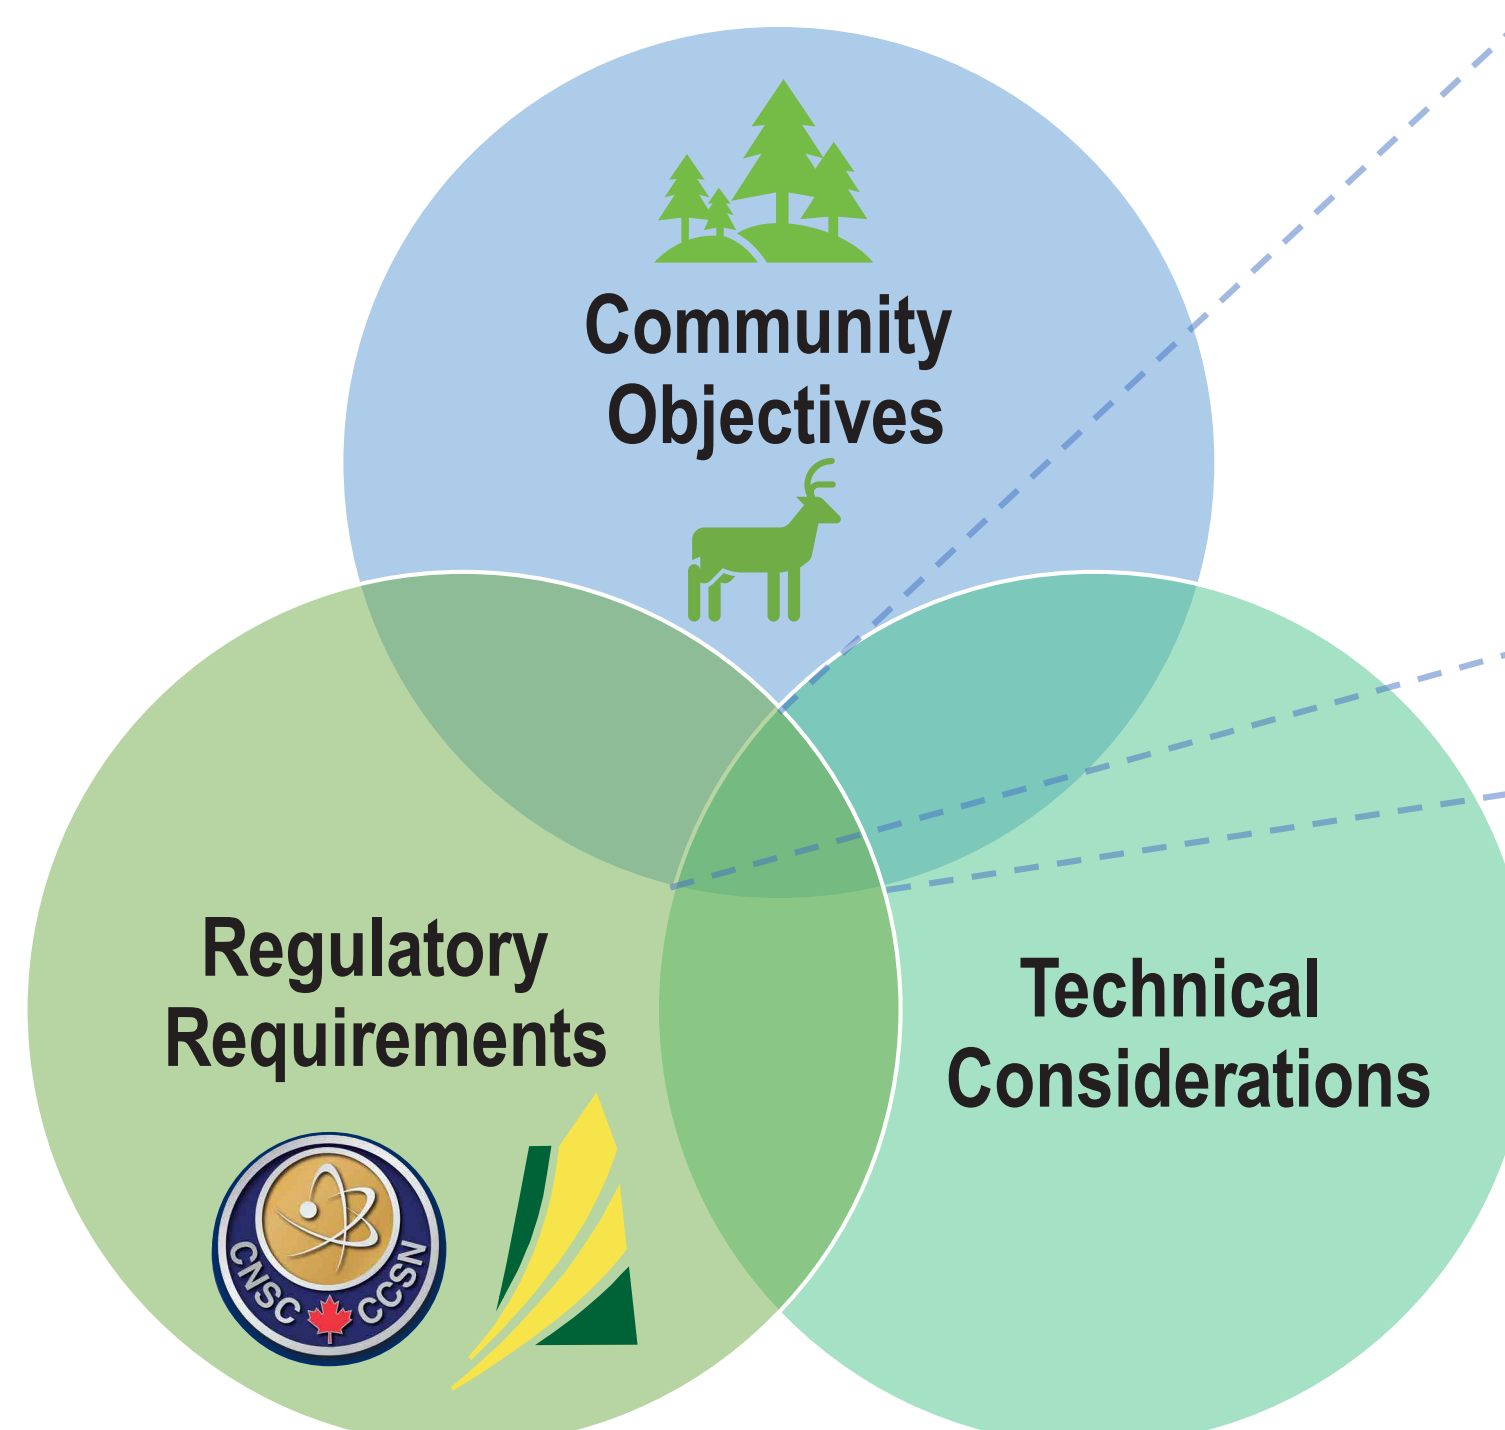 Community
Objectives
Regulatory
Requirements
Technical
Considerations
CNSC CCSN